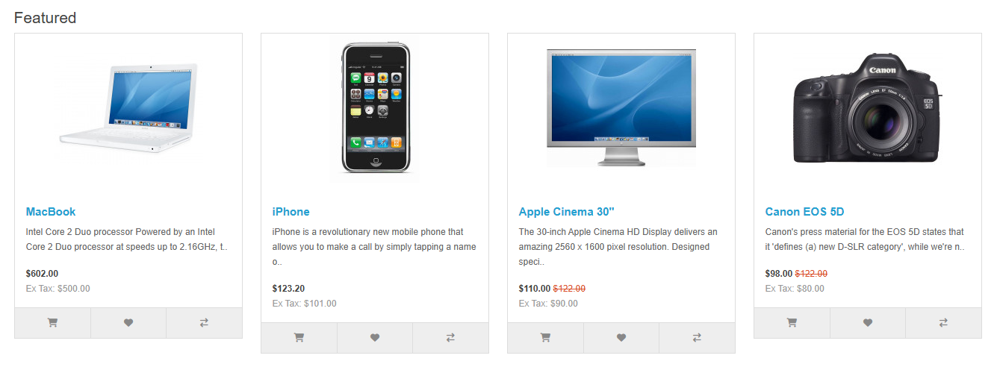 Featured
Canon
EOS
5D
MacBook
Intel Core 2 Duo processor Powered by an Intel
Core 2 Duo processor at speeds up to 2.16GHz, t..
$602.00
Ex Tax: $500.00
iPhone
iPhone is a revolutionary new mobile phone that
allows you to make a call by simply tapping a name
o..
$123.20
Ex Tax: $101.00
Apple Cinema 30"
The 30-inch Apple Cinema HD Display delivers an
amazing 2560 x 1600 pixel resolution. Designed
speci..
$110.00 $122.00
Ex Tax: $90.00
Canon EOS 5D
Canon's press material for the EOS 5D states that
it 'defines (a) new D-SLR category', while we're n..
$98.00 $122.00
Ex Tax: $80.00